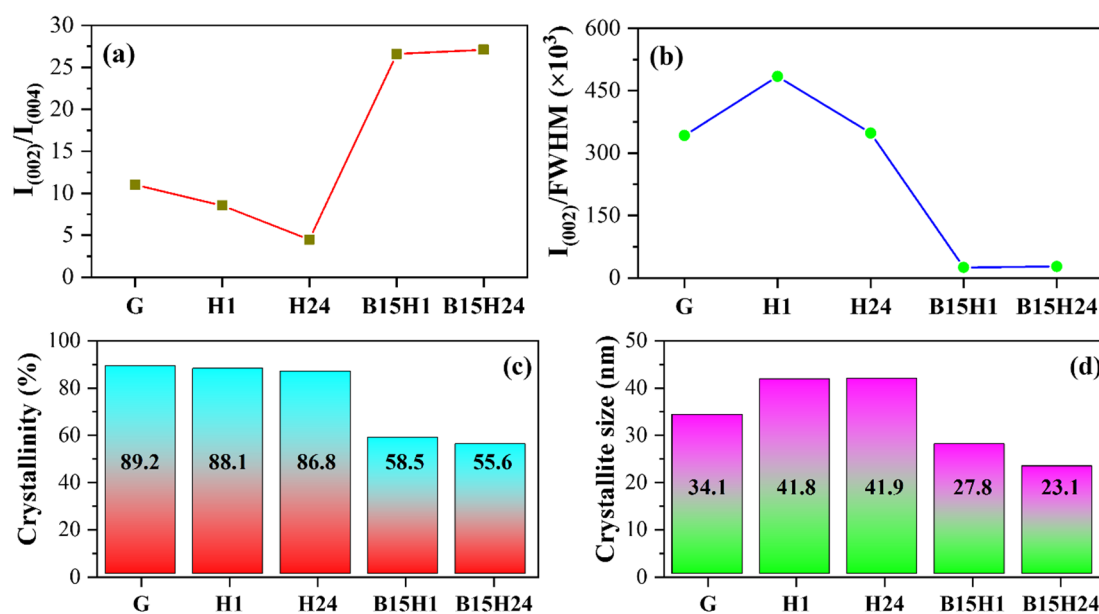 (a)
I(002)/I(004)
30
25
20
15
10
5
0
G H1 H24 B15H1 B15H24
(b)
I(002)/FWHM (×10³)
600
450
300
150
0
G H1 H24 B15H1 B15H24
(c)
Crystallinity (%)
100
80
60
40
20
0
89.2 88.1 86.8 58.5 55.6
G H1 H24 B15H1 B15H24
(d)
Crystallite size (nm)
50
40
30
20
10
0
34.1 41.8 41.9 27.8 23.1
G H1 H24 B15H1 B15H24